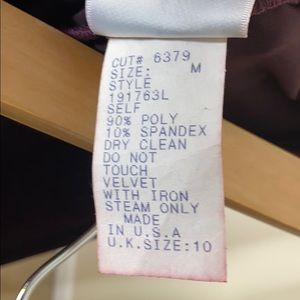 CUT# 6379
SIZE: M
STYLE
191763L
SELF
90% POLY
10% SPANDEX
DRY CLEAN
DO NOT
TOUCH
VELVET
WITH IRON
STEAM ONLY
MADE
IN U.S.A
U.K.SIZE:10